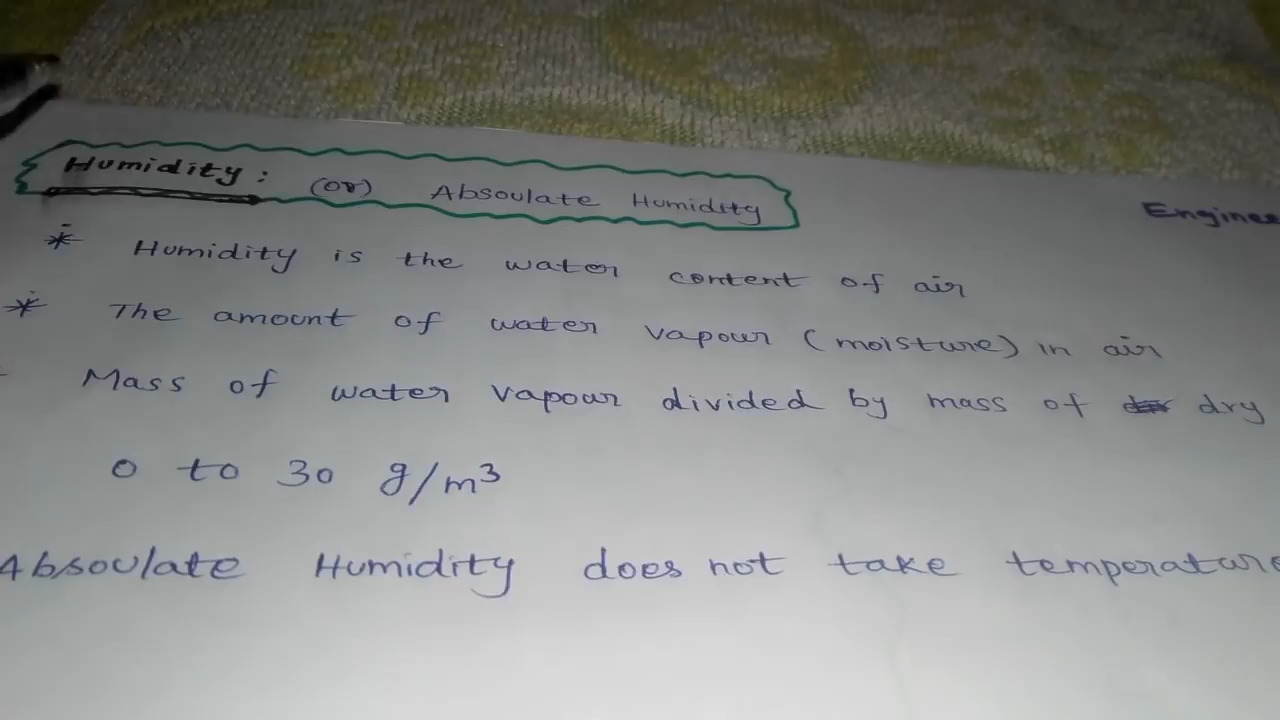 Humidity: (or) Absoulate Humidity
Engines
* Humidity is the water content of air
* The amount of water vapour (moisture) in air
Mass of water vapour divided by mass of dry
0 to 30 g/m³
Absoulate Humidity does not take temperature